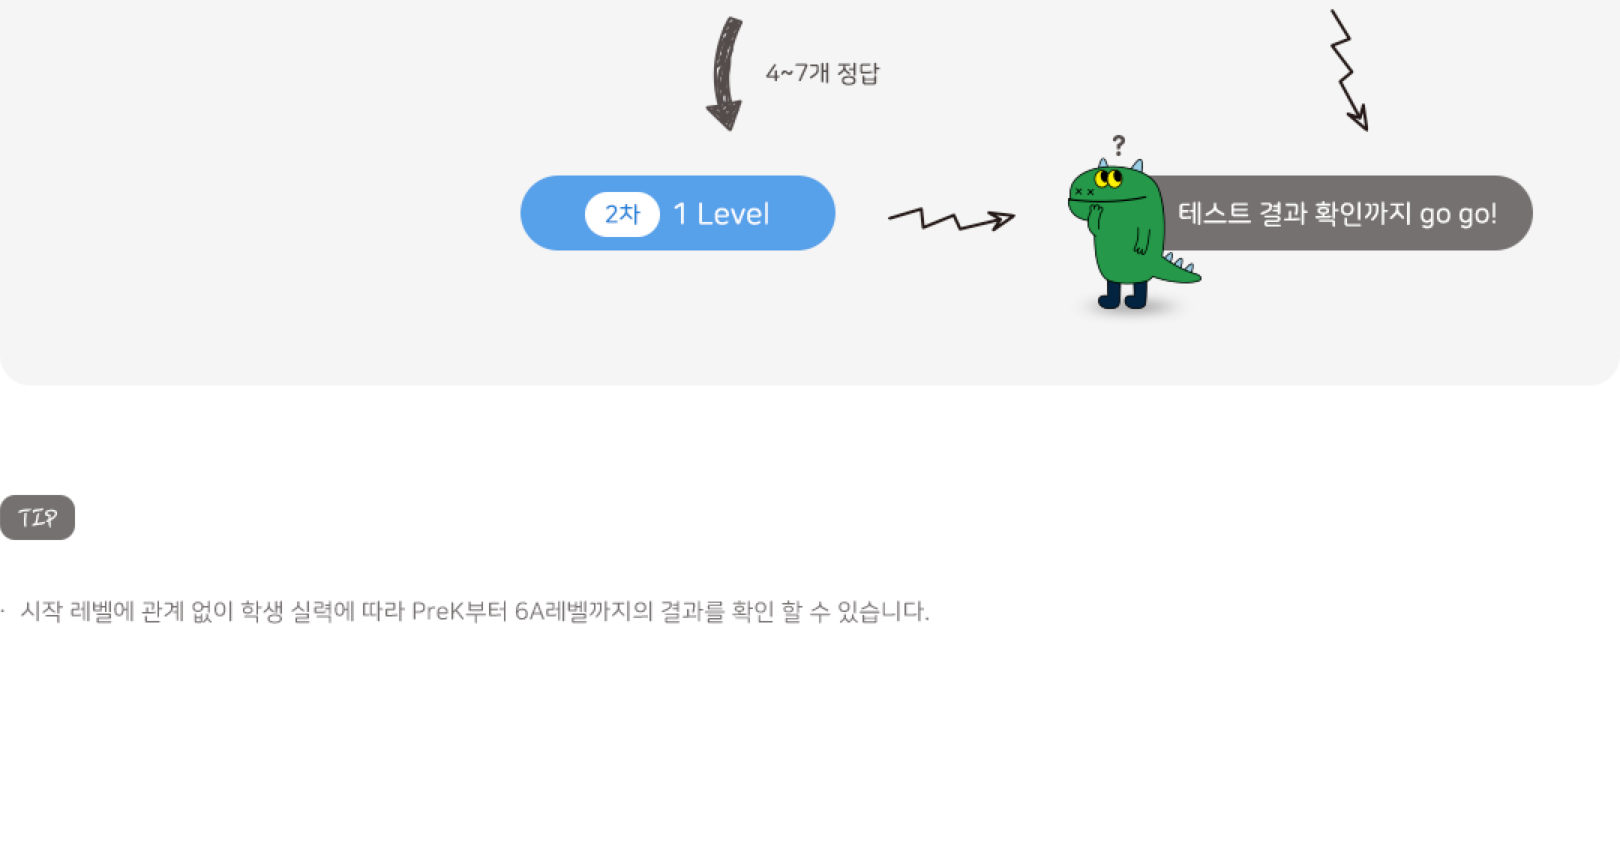 4~7개 정답
?
2차 1 Level
테스트 결과 확인까지 go go!
TIP
· 시작 레벨에 관계 없이 학생 실력에 따라 PreK부터 6A레벨까지의 결과를 확인 할 수 있습니다.